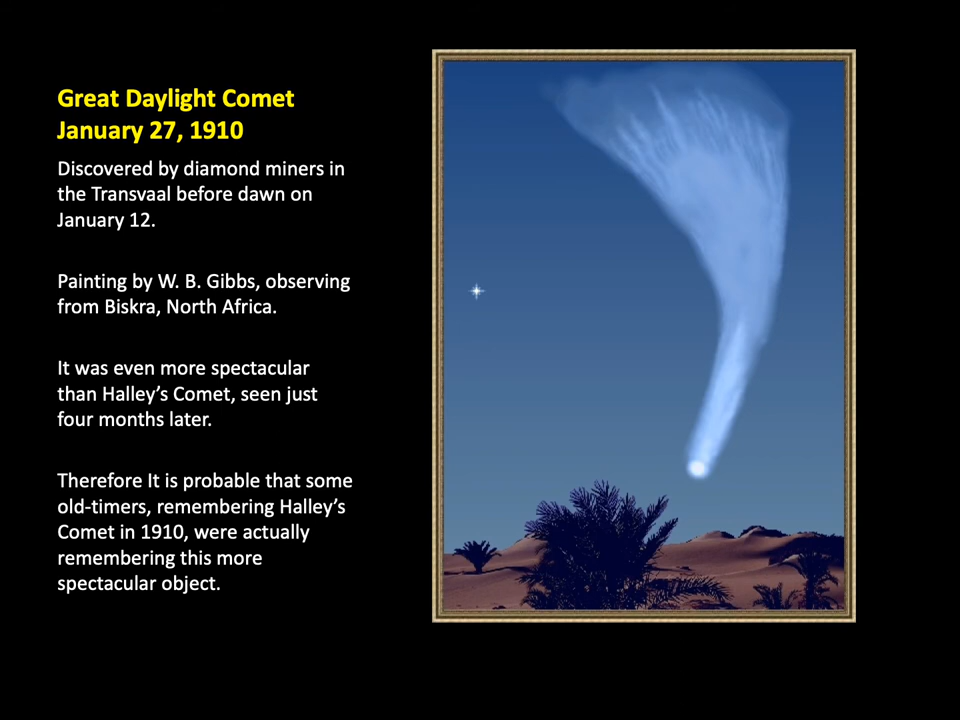 Great Daylight Comet
January 27, 1910
Discovered by diamond miners in
the Transvaal before dawn on
January 12.
Painting by W. B. Gibbs, observing
from Biskra, North Africa.
It was even more spectacular
than Halley’s Comet, seen just
four months later.
Therefore It is probable that some
old-timers, remembering Halley’s
Comet in 1910, were actually
remembering this more
spectacular object.